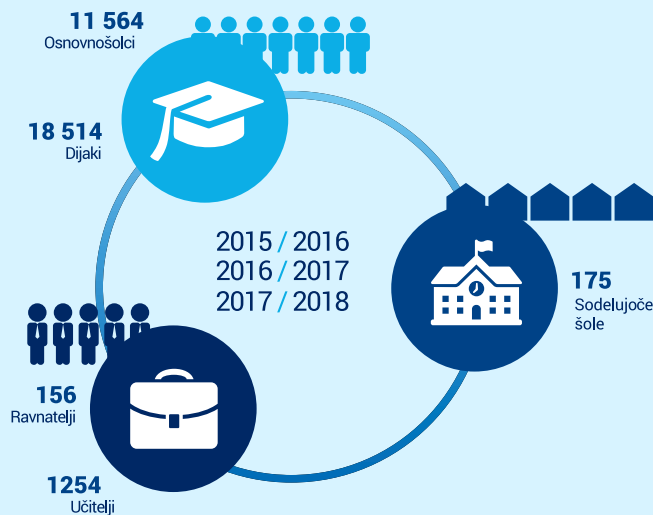 11 564
Osnovnošolci
18 514
Dijaki
2015 / 2016
2016 / 2017
2017 / 2018
175
Sodelujoče
šole
156
Ravnatelji
1254
Učitelji